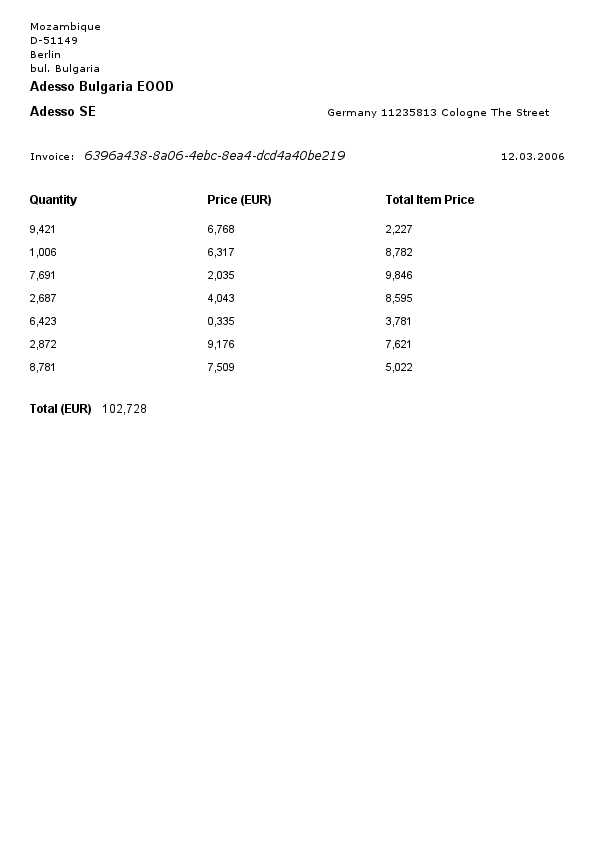 Mozambique
D-51149
Berlin
bul. Bulgaria
Adesso Bulgaria EOOD
Adesso SE Germany 11235813 Cologne The Street
Invoice: 6396a438-8a06-4ebc-8ea4-dcd4a40be219 12.03.2006
Quantity Price (EUR) Total Item Price
9,421 6,768 2,227
1,006 6,317 8,782
7,691 2,035 9,846
2,687 4,043 8,595
6,423 0,335 3,781
2,872 9,176 7,621
8,781 7,509 5,022
Total (EUR) 102,728